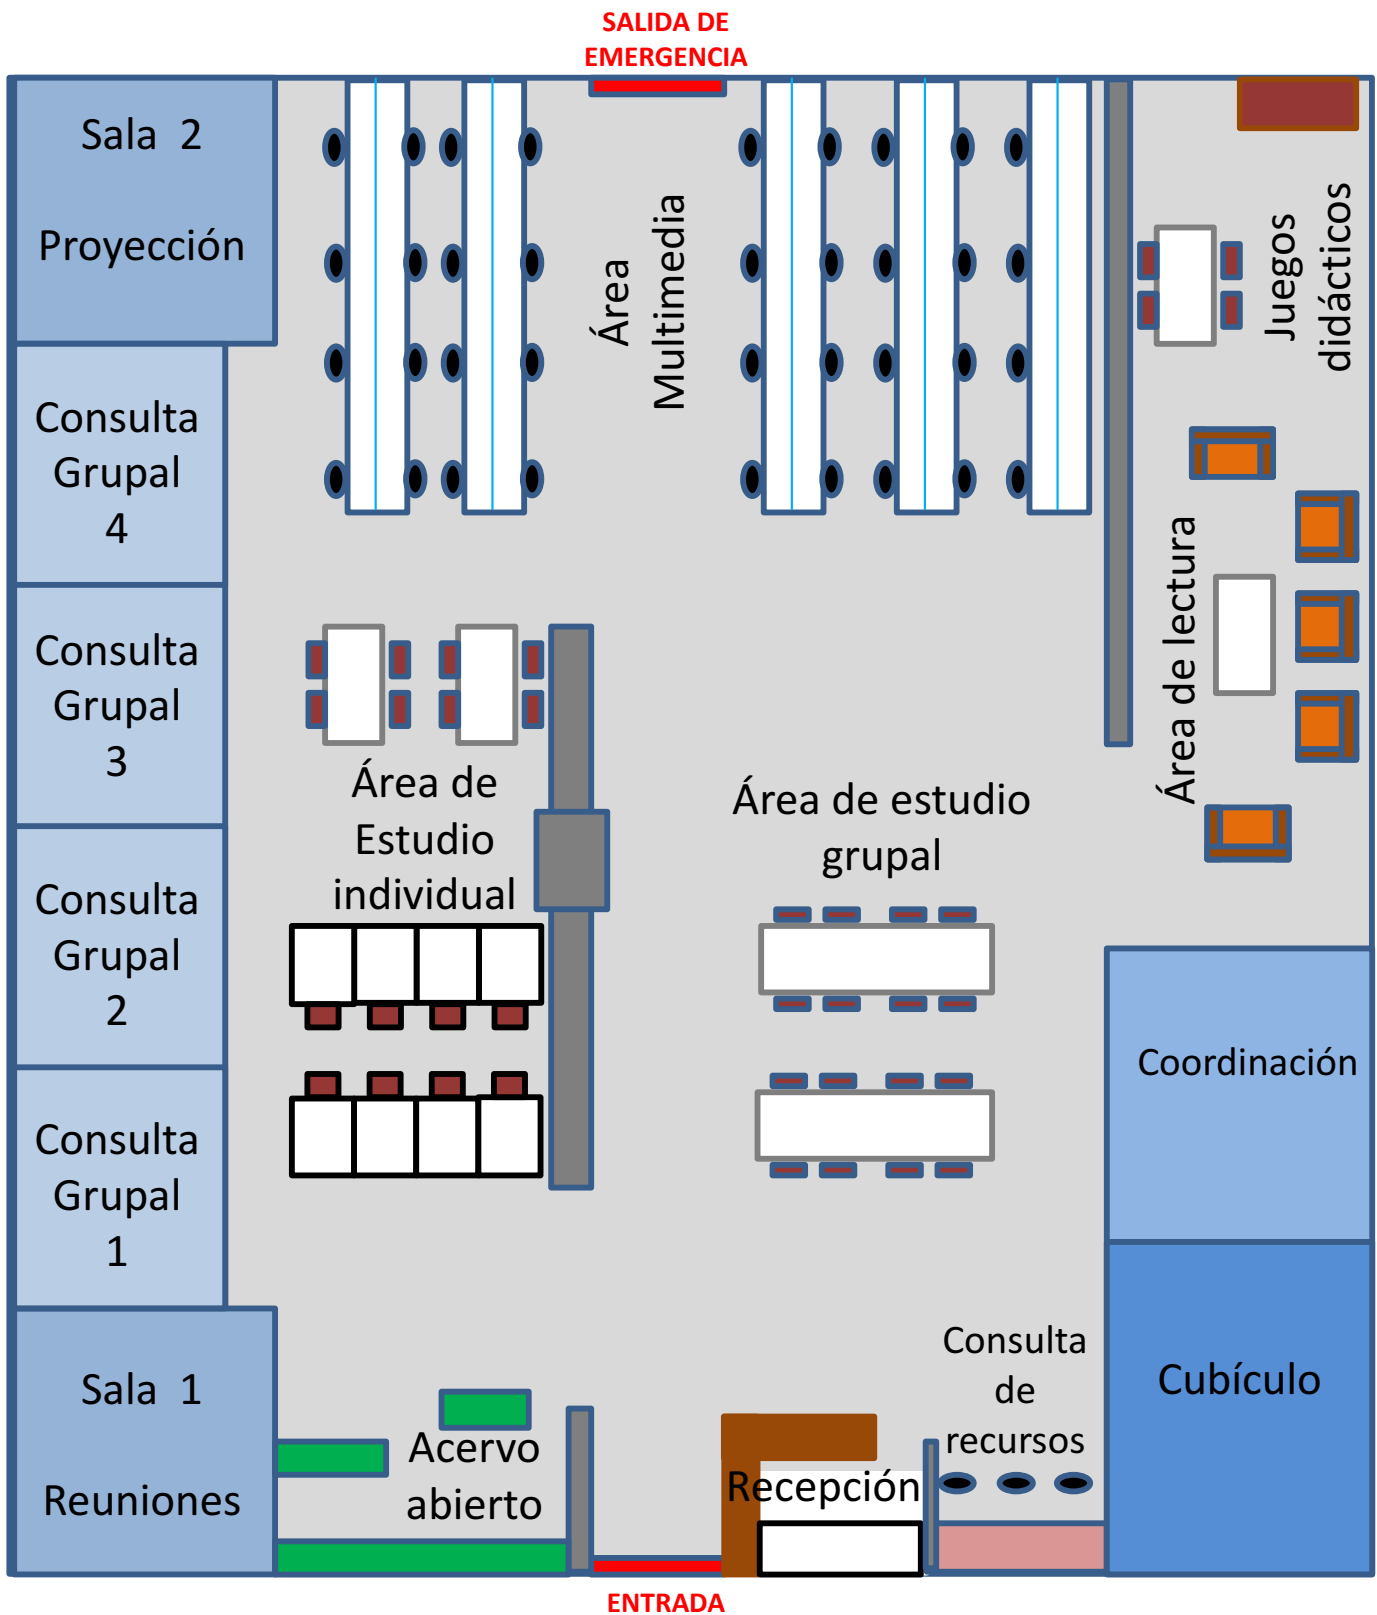 SALIDA DE
EMERGENCIA
Sala 2
Proyección
Área
Multimedia
Juegos
didácticos
Consulta
Grupal
4
Área de lectura
Consulta
Grupal
3
Área de
Estudio
individual
Área de estudio
grupal
Consulta
Grupal
2
Coordinación
Consulta
Grupal
1
Sala 1
Reuniones
Acervo
abierto
Recepción
Consulta
de
recursos
Cubículo
ENTRADA